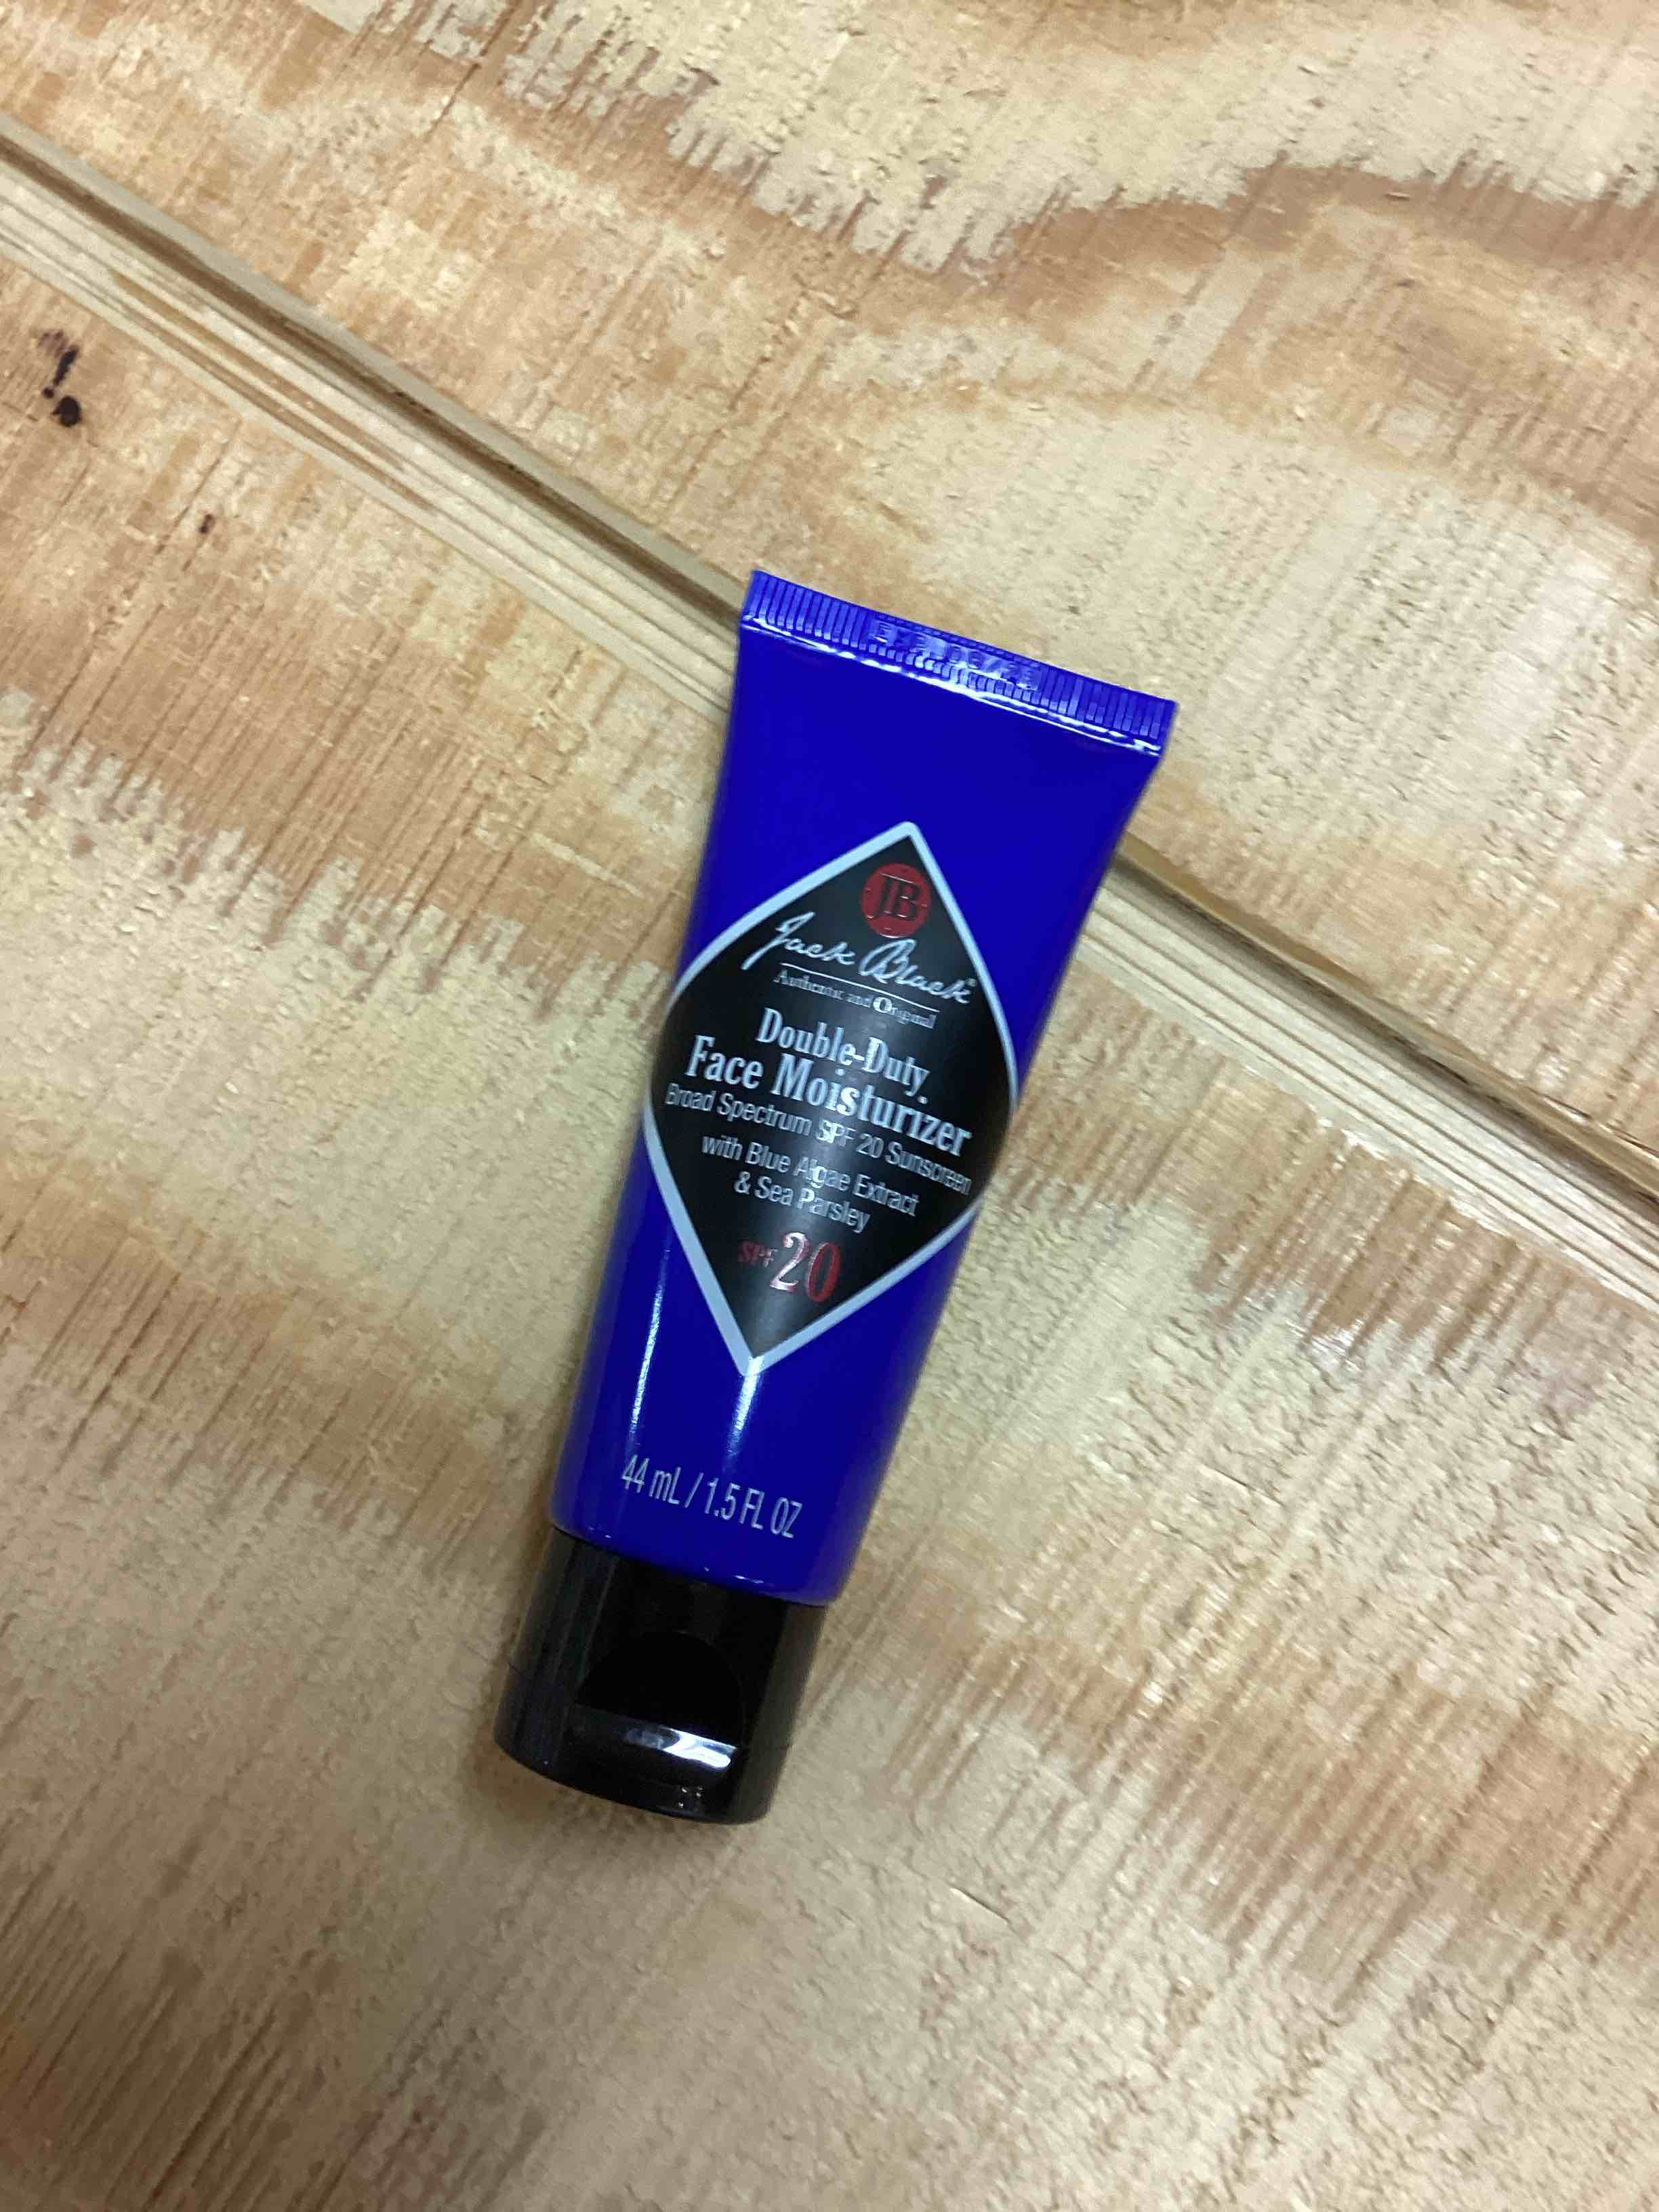 JB
Jack Black®
Authentic and Original
Double-Duty
Face Moisturizer
Broad Spectrum SPF 20 Sunscreen
with Blue Algae Extract
& Sea Parsley
SPF 20
44 mL / 1.5 FL OZ